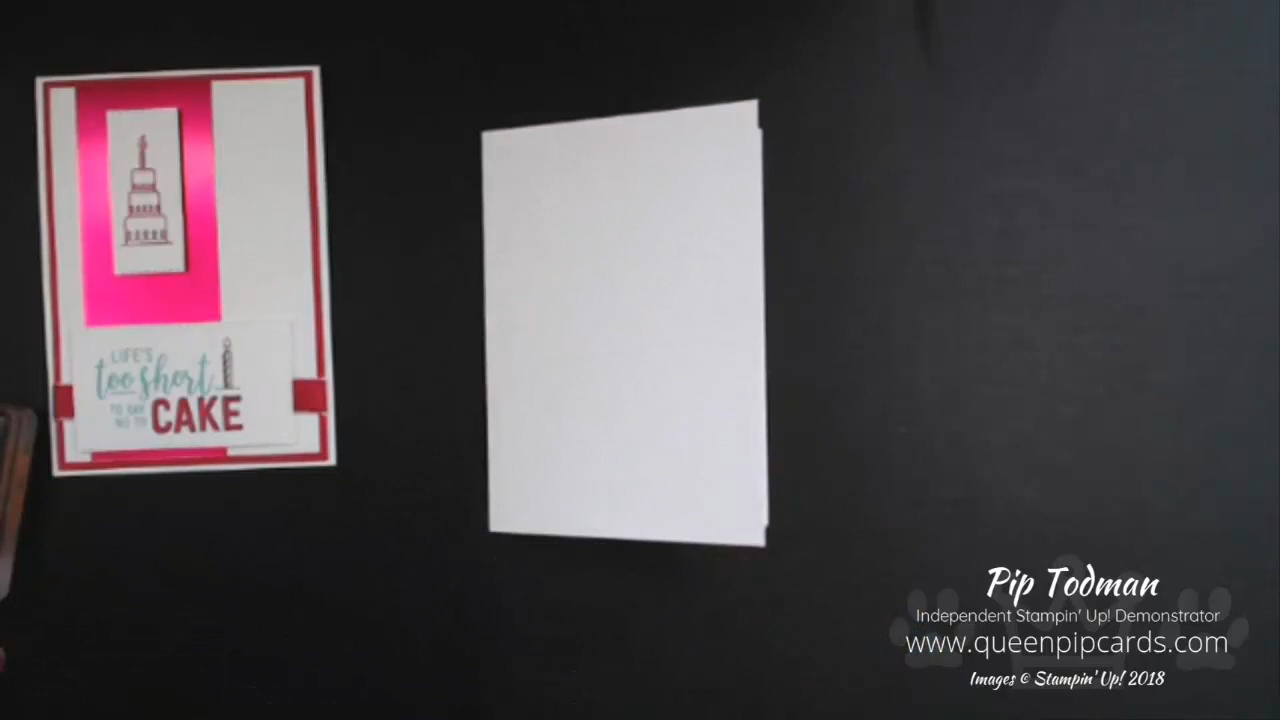 LIFE'S
too short
TO SAY
NO TO
CAKE
Pip Todman
Independent Stampin' Up! Demonstrator
www.queenpipcards.com
Images © Stampin' Up! 2018